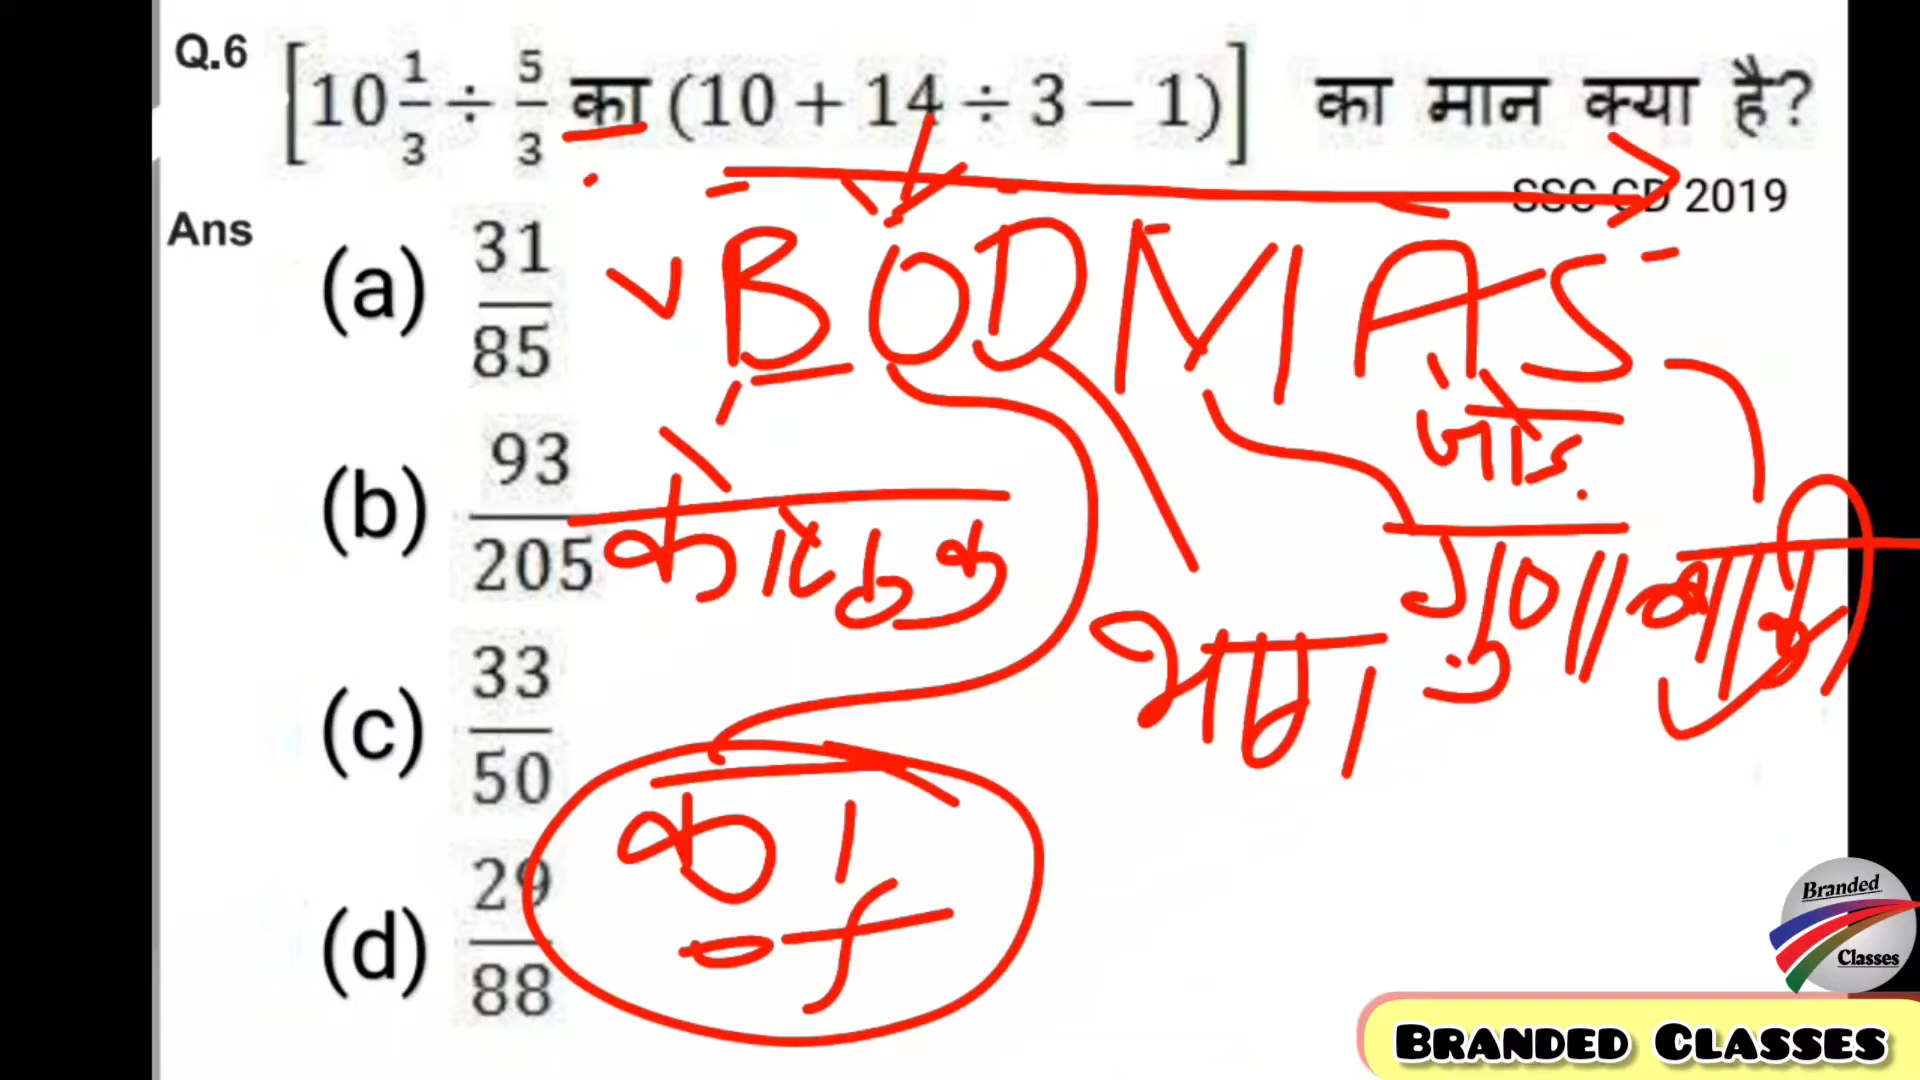 Q.6 [10 1/3 ÷ 5/3 का (10 + 14 ÷ 3 − 1)] का मान क्या है?
SSC GD 2019
Ans
(a) 31/85
BODMAS
जोड़
(b) 93/205
कोष्ठक
गुणा
बाकी
भाग
(c) 33/50
का
of
(d) 29/88
Branded
Classes
BRANDED CLASSES